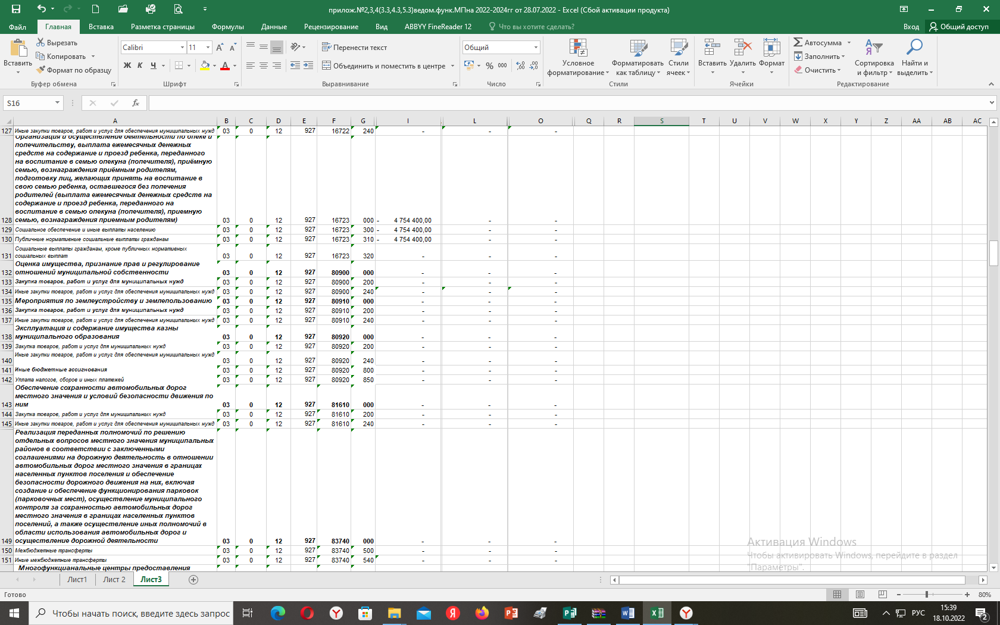 прилож.№2,3,4(3.3,4.3,5.3)ведом.функ.МПна 2022-2024гг от 28.07.2022 - Excel (Сбой активации продукта)
Файл Главная Вставка Разметка страницы Формулы Данные Рецензирование Вид ABBYY FineReader 12 Что вы хотите сделать? Вход Общий доступ
Вставить
Вырезать
Копировать
Формат по образцу
Буфер обмена
Calibri 11
Ж К Ч
Шрифт
Перенести текст
Объединить и поместить в центре
Выравнивание
Общий
% 000
Число
Условное форматирование
Форматировать как таблицу
Стили ячеек
Стили
Вставить Удалить Формат
Ячейки
Автосумма
Заполнить
Очистить
Сортировка и фильтр
Найти и выделить
Редактирование
S16 fx
A B C D E F G I L O Q R S T U V W X Y Z AA AB AC
127 Иные закупки товаров, работ и услуг для обеспечения муниципальных нужд 03 0 12 927 16722 240 - - -
Организация и осуществление деятельности по опеке и
попечительству, выплата ежемесячных денежных
средств на содержание и проезд ребенка, переданного
на воспитание в семью опекуна (попечителя), приёмную
семью, вознаграждения приёмным родителям,
подготовку лиц, желающих принять на воспитание в
свою семью ребенка, оставшегося без попечения
родителей (выплата ежемесячных денежных средств на
содержание и проезд ребенка, переданного на
воспитание в семью опекуна (попечителя), приемную
128 семью, вознаграждения приемным родителям) 03 0 12 927 16723 000 - 4 754 400,00 - -
129 Социальное обеспечение и иные выплаты населению 03 0 12 927 16723 300 - 4 754 400,00 - -
130 Публичные нормативные социальные выплаты гражданам 03 0 12 927 16723 310 - 4 754 400,00 - -
Социальные выплаты гражданам, кроме публичных нормативных
131 социальных выплат 03 0 12 927 16723 320 - - -
Оценка имущества, признание прав и регулирование
132 отношений муниципальной собственности 03 0 12 927 80900 000 - - -
133 Закупка товаров, работ и услуг для муниципальных нужд 03 0 12 927 80900 200 - - -
134 Иные закупки товаров, работ и услуг для обеспечения муниципальных нужд 03 0 12 927 80900 240 - - -
135 Мероприятия по землеустройству и землепользованию 03 0 12 927 80910 000 - - -
136 Закупка товаров, работ и услуг для муниципальных нужд 03 0 12 927 80910 200 - - -
137 Иные закупки товаров, работ и услуг для обеспечения муниципальных нужд 03 0 12 927 80910 240 - - -
Эксплуатация и содержание имущества казны
138 муниципального образования 03 0 12 927 80920 000 - - -
139 Закупка товаров, работ и услуг для муниципальных нужд 03 0 12 927 80920 200 - - -
Иные закупки товаров, работ и услуг для обеспечения муниципальных нужд
140 03 0 12 927 80920 240 - - -
141 Иные бюджетные ассигнования 03 0 12 927 80920 800 - - -
142 Уплата налогов, сборов и иных платежей 03 0 12 927 80920 850 - - -
Обеспечение сохранности автомобильных дорог
местного значения и условий безопасности движения по
143 ним 03 0 12 927 81610 000 - - -
144 Закупка товаров, работ и услуг для муниципальных нужд 03 0 12 927 81610 200 - - -
145 Иные закупки товаров, работ и услуг для обеспечения муниципальных нужд 03 0 12 927 81610 240 - - -
Реализация переданных полномочий по решению
отдельных вопросов местного значения муниципальных
районов в соответствии с заключенными
соглашениями на дорожную деятельность в отношении
автомобильных дорог местного значения в границах
населенных пунктов поселения и обеспечение
безопасности дорожного движения на них, включая
создание и обеспечение функционирования парковок
(парковочных мест), осуществление муниципального
контроля за сохранностью автомобильных дорог
местного значения в границах населенных пунктов
поселений, а также осуществление иных полномочий в
области использования автомобильных дорог и
149 осуществление дорожной деятельности 03 0 12 927 83740 000 - - -
150 Межбюджетные трансферты 03 0 12 927 83740 500 - - -
151 Иные межбюджетные трансферты 03 0 12 927 83740 540 - - -
Многофункцианальные центры предоставления
Активация Windows
Чтобы активировать Windows, перейдите в раздел
"Параметры".
Лист1 Лист 2 Лист3
Готово 80%
Чтобы начать поиск, введите здесь запрос
РУС 15:39
18.10.2022 2